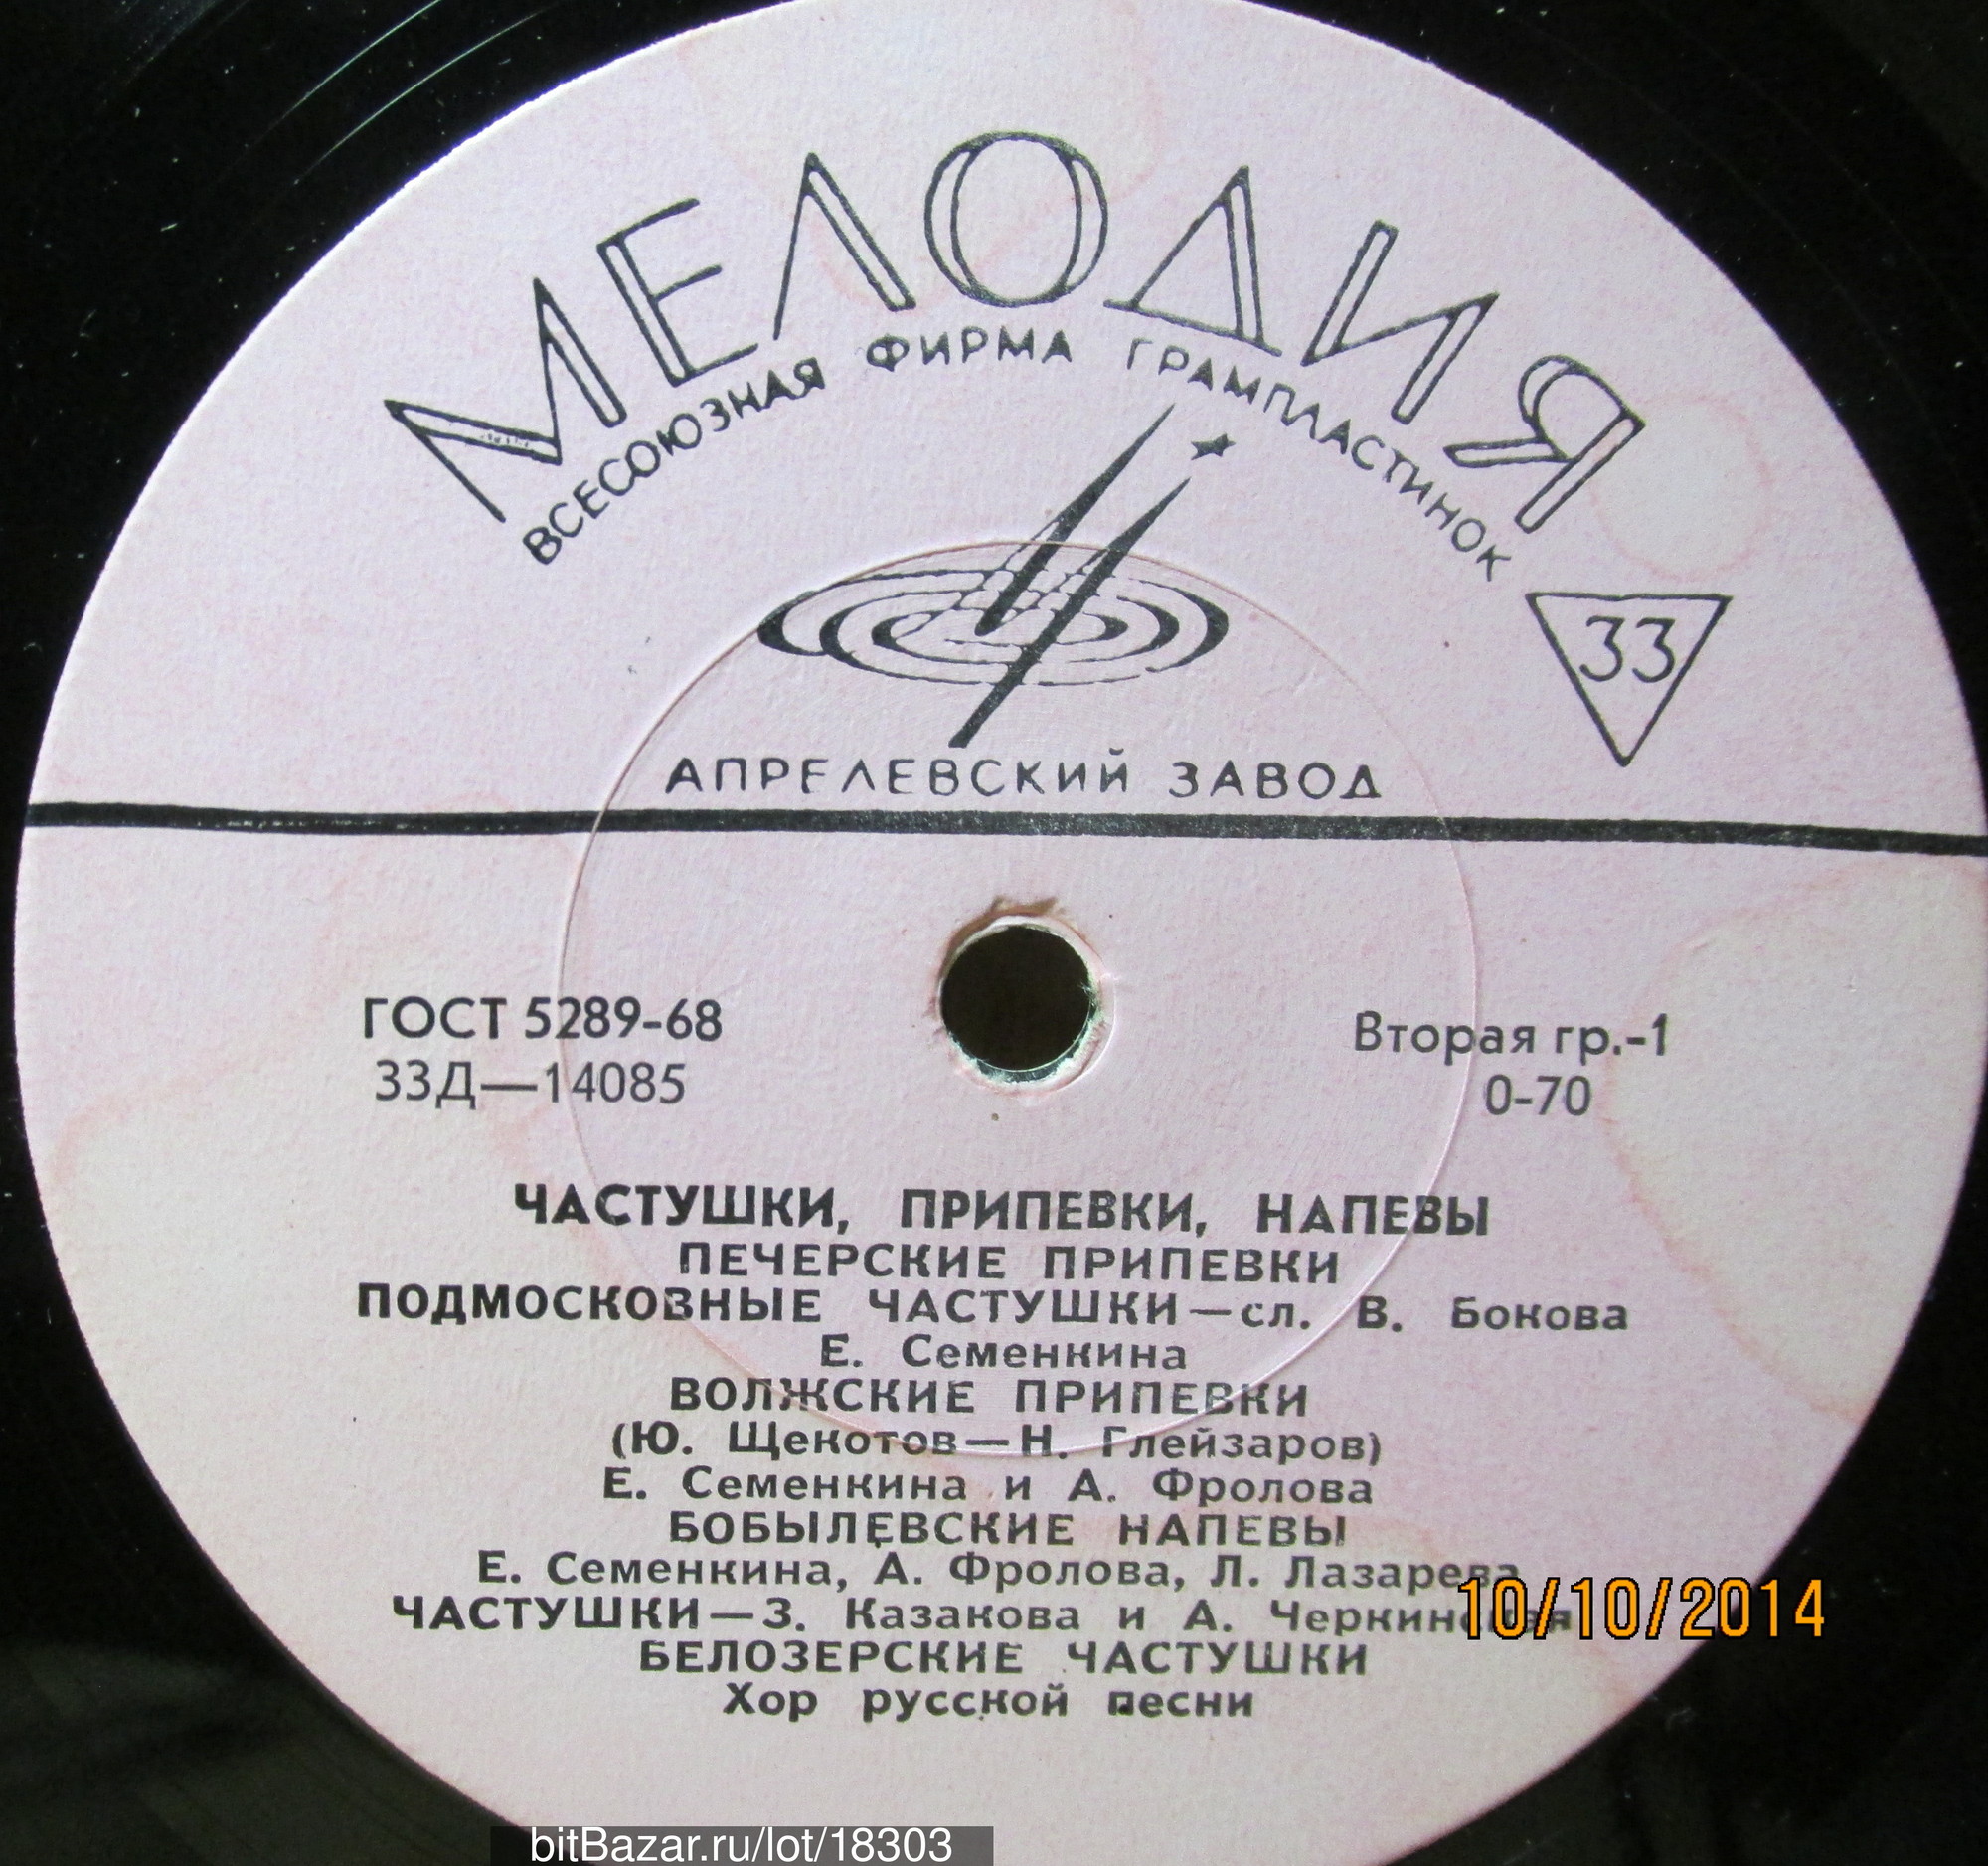 МЕЛОДИЯ
ВСЕСОЮЗНАЯ ФИРМА ГРАМПЛАСТИНОК
33
АПРЕЛЕВСКИЙ ЗАВОД
ГОСТ 5289-68
Вторая гр.-1
33Д—14085
0-70
ЧАСТУШКИ, ПРИПЕВКИ, НАПЕВЫ
ПЕЧЕРСКИЕ ПРИПЕВКИ
ПОДМОСКОВНЫЕ ЧАСТУШКИ—сл. В. Бокова
Е. Семенкина
ВОЛЖСКИЕ ПРИПЕВКИ
(Ю. Щекотов—Н. Глейзаров)
Е. Семенкина и А. Фролова
БОБЫЛЕВСКИЕ НАПЕВЫ
Е. Семенкина, А. Фролова, Л. Лазарева
ЧАСТУШКИ—З. Казакова и А. Черкинская
10/10/2014
БЕЛОЗЕРСКИЕ ЧАСТУШКИ
Хор русской песни
bitBazar.ru/lot/18303